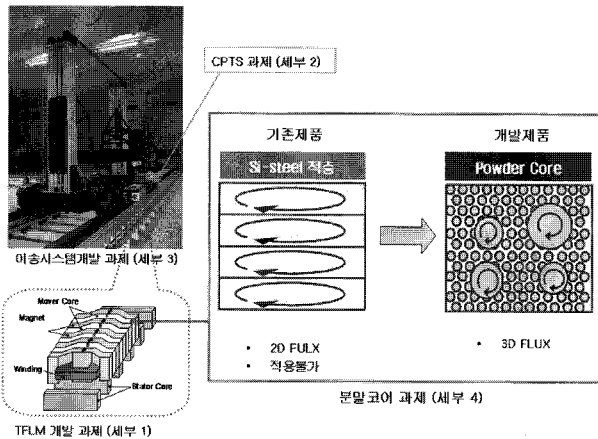 CPTS 과제 (세부 2)
기존제품
개발제품
Si-steel 적층
Powder Core
이송시스템개발 과제 (세부 3)
Mover Core
Magnet
Winding
Stator Core
• 2D FULX
• 적용불가
• 3D FLUX
분말코어 과제 (세부 4)
TFLM 개발 과제 (세부 1)